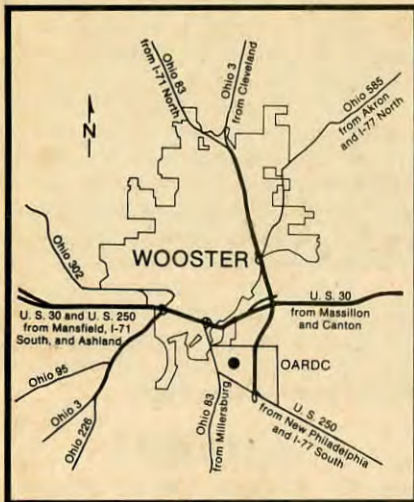 Ohio 83
from I-71 North
Ohio 3
from Cleveland
Ohio 585
from Akron
and I-77 North
N
WOOSTER
Ohio 302
U. S. 30 and U. S. 250
from Mansfield, I-71
South, and Ashland
U. S. 30
from Massillon
and Canton
OARDC
Ohio 95
Ohio 3
Ohio 226
Ohio 83
from Millersburg
U. S. 250
from New Philadelphia
and I-77 South